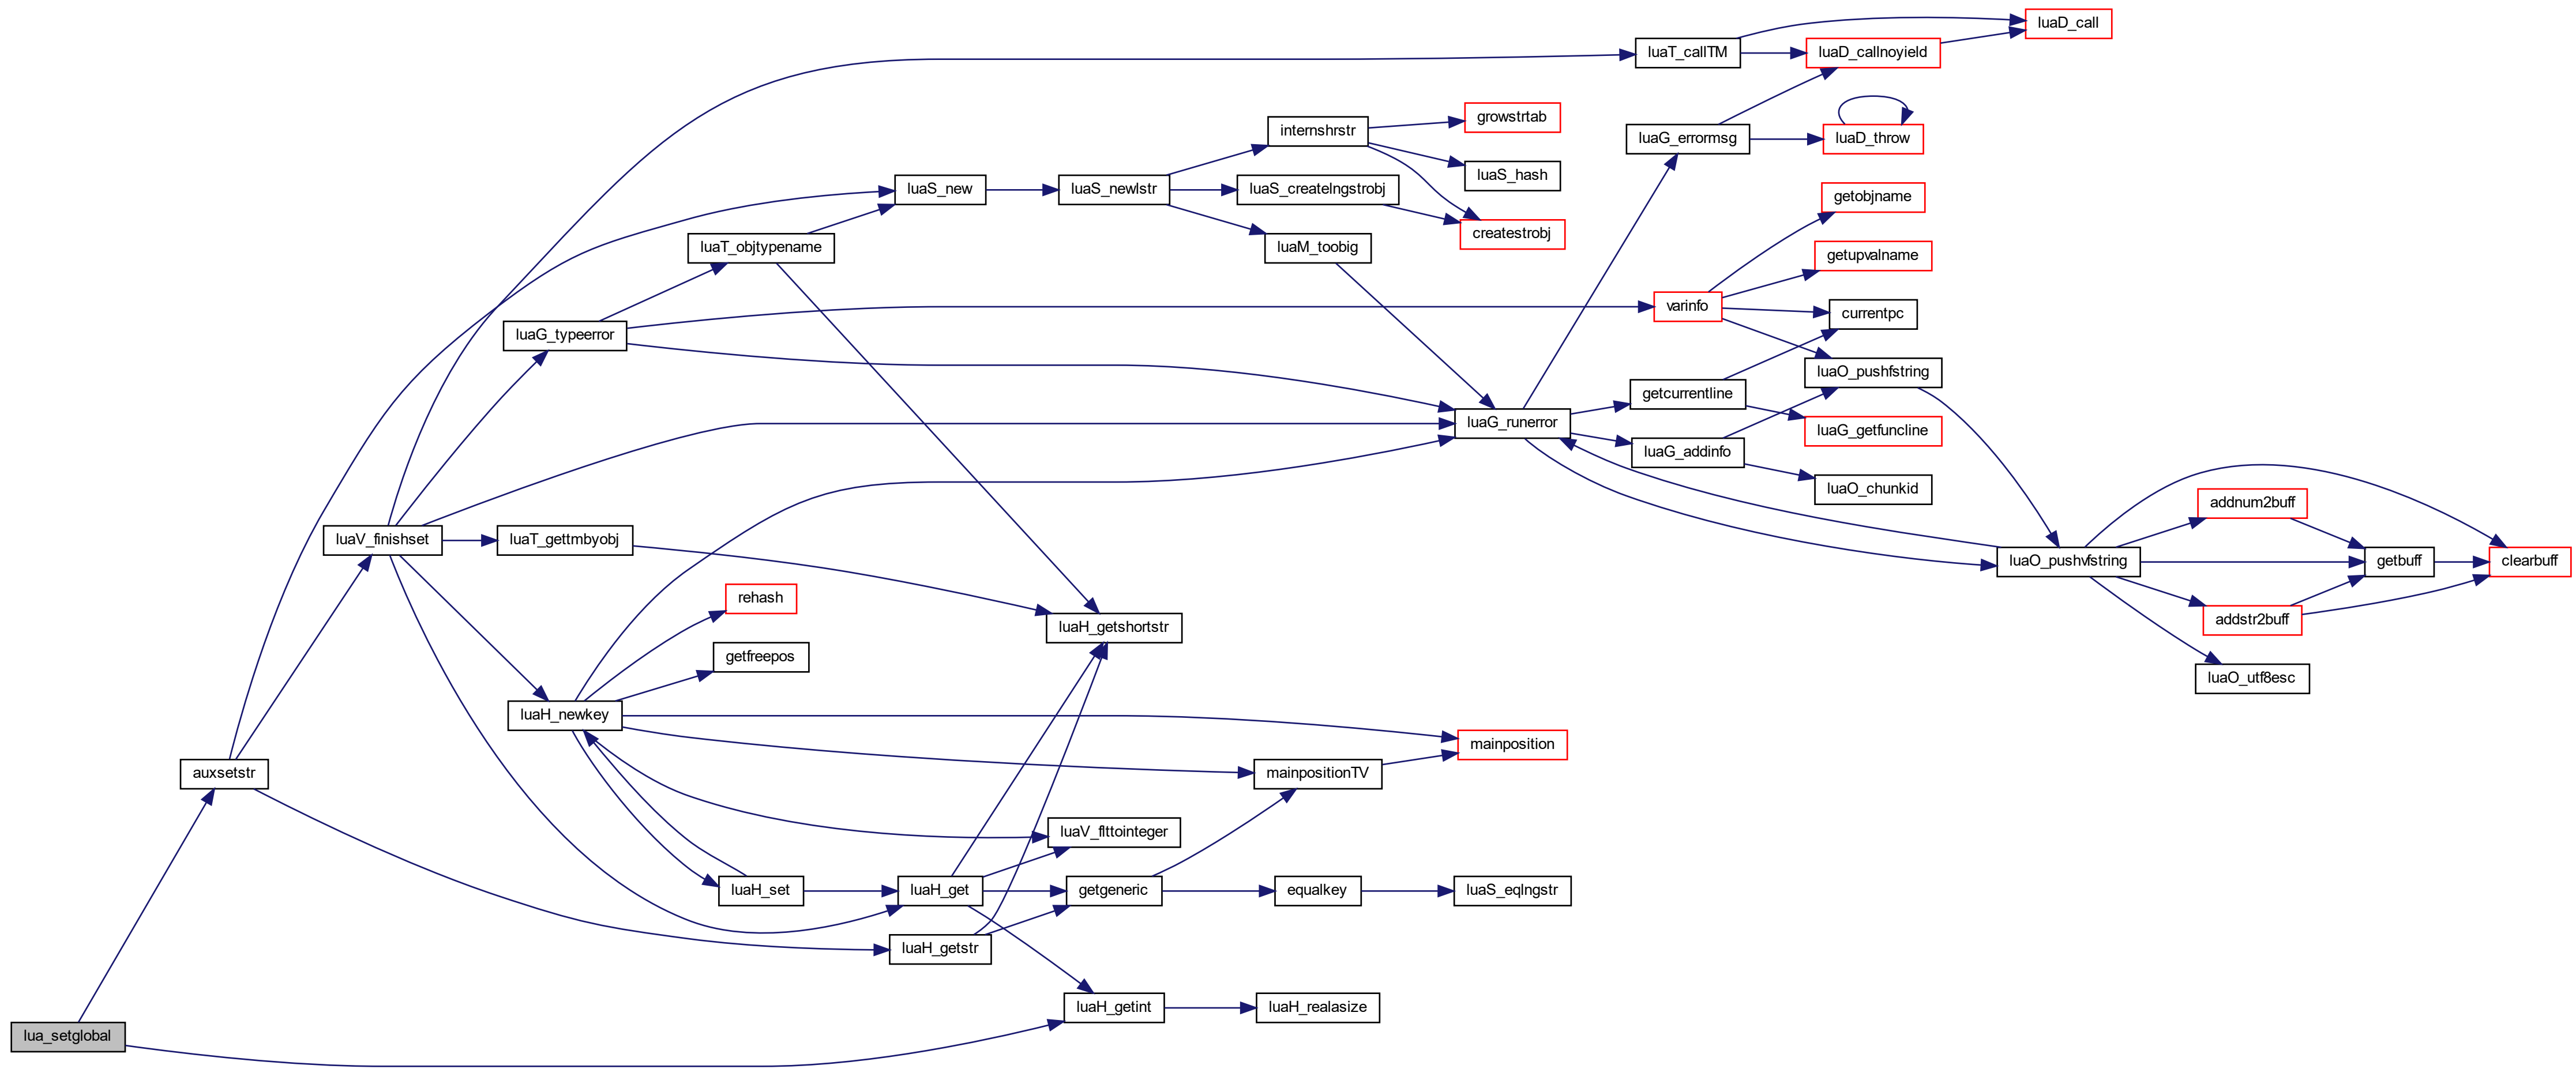 luaD_call
luaT_callTM
luaD_callnoyield
growstrtab
internshrstr
luaG_errormsg
luaD_throw
luaS_hash
luaS_new
luaS_newlstr
luaS_createlngstrobj
getobjname
createstrobj
luaT_objtypename
luaM_toobig
getupvalname
varinfo
currentpc
luaG_typeerror
luaO_pushfstring
getcurrentline
luaG_runerror
luaG_getfuncline
luaG_addinfo
luaO_chunkid
addnum2buff
luaV_finishset
luaT_gettmbyobj
luaO_pushvfstring
getbuff
clearbuff
rehash
addstr2buff
luaH_getshortstr
getfreepos
luaO_utf8esc
luaH_newkey
mainposition
auxsetstr
mainpositionTV
luaV_flttointeger
luaH_set
luaH_get
getgeneric
equalkey
luaS_eqlngstr
luaH_getstr
luaH_getint
luaH_realasize
lua_setglobal